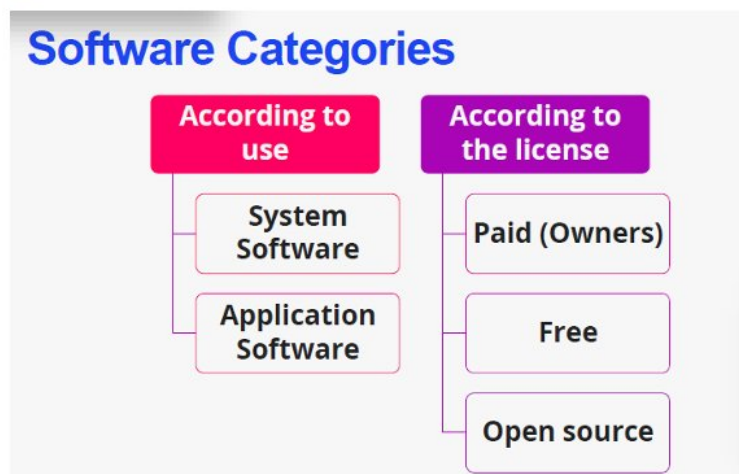 Software Categories
According to
use
System
Software
Application
Software
According to
the license
Paid (Owners)
Free
Open source